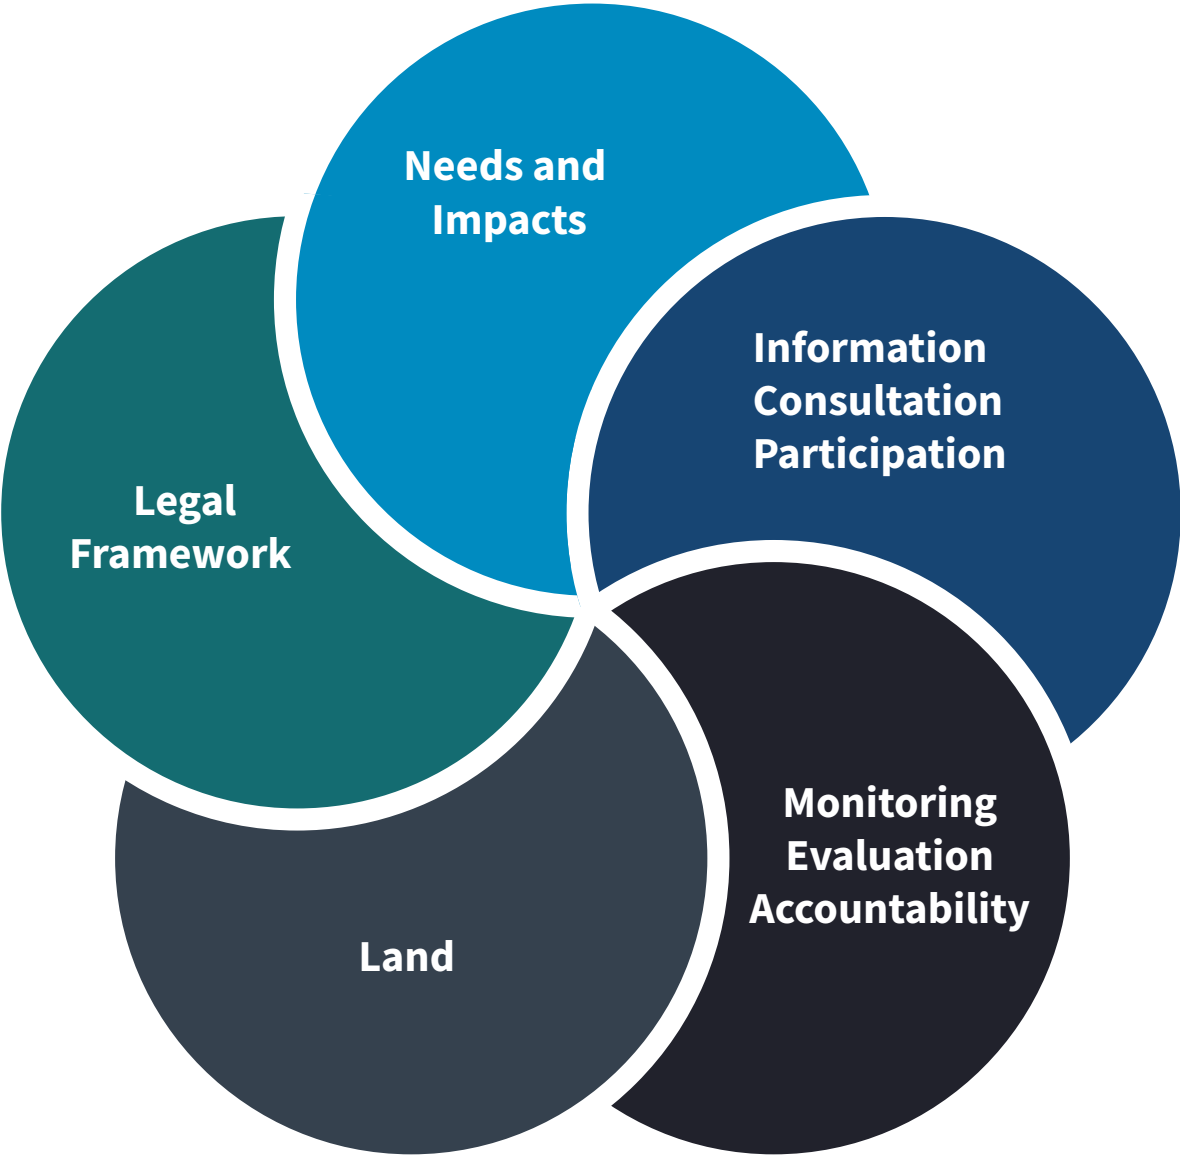 Needs and
Impacts
Information
Consultation
Participation
Legal
Framework
Monitoring
Evaluation
Accountability
Land